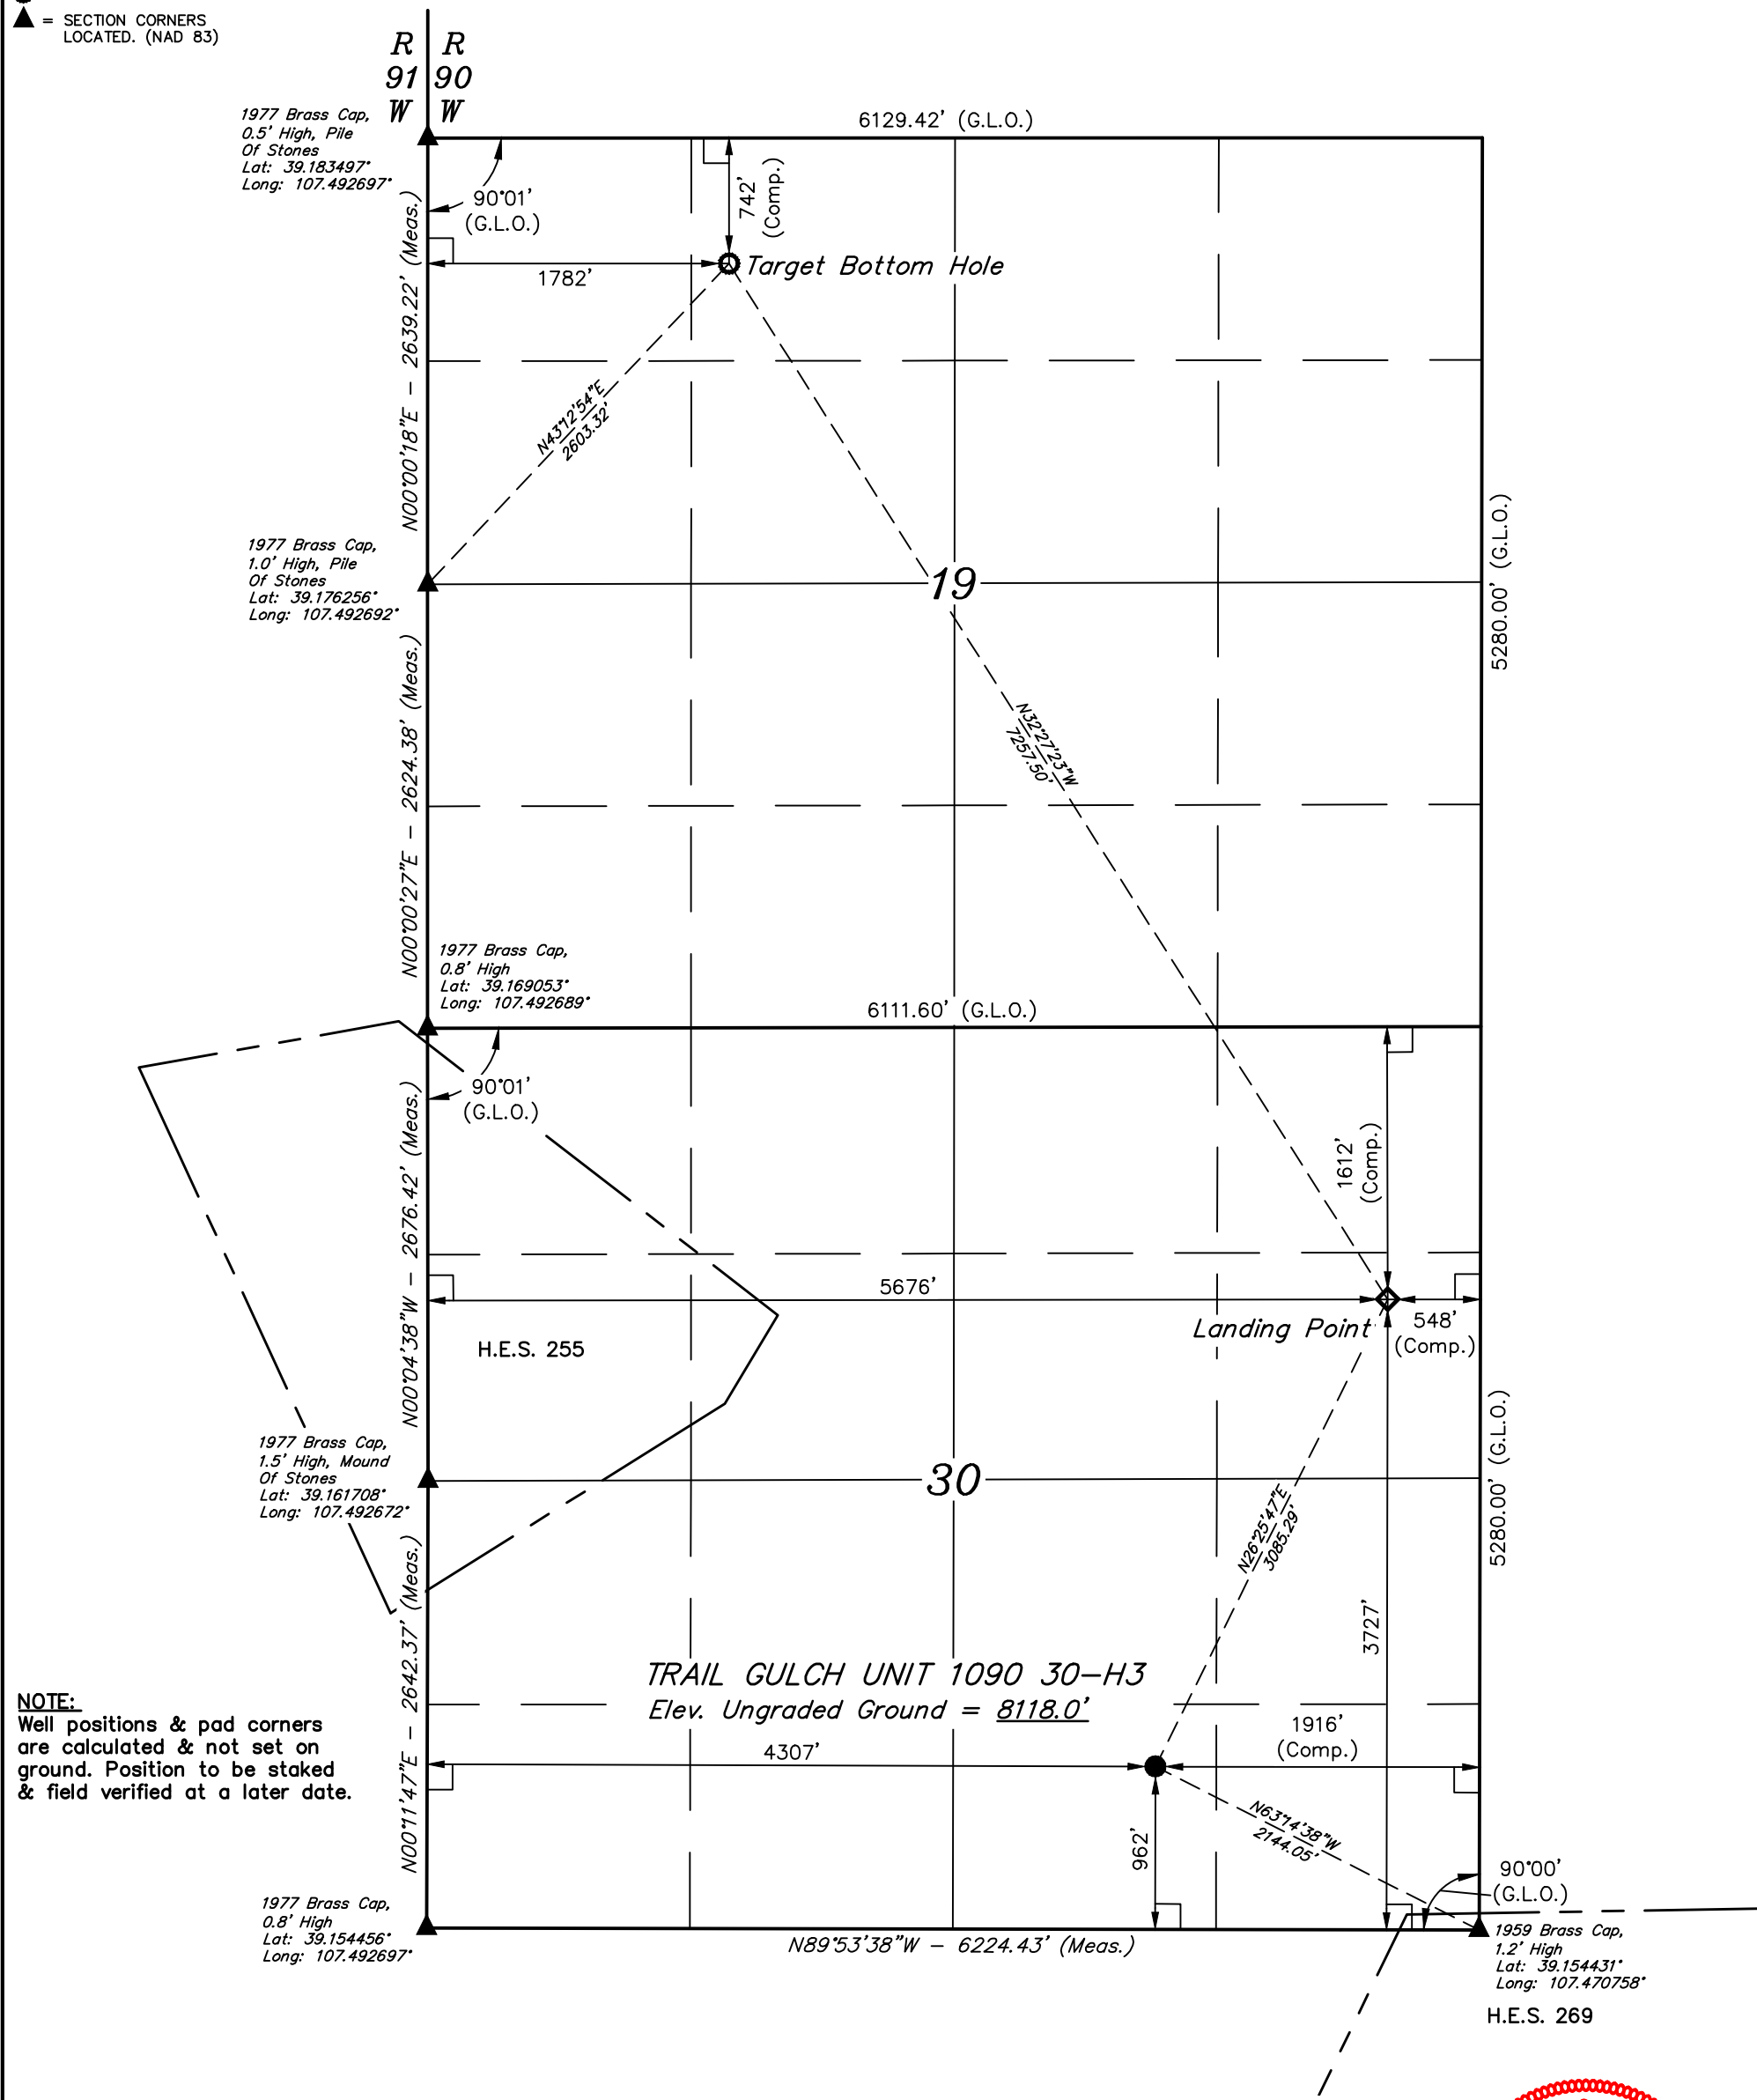 ▲ = SECTION CORNERS
LOCATED. (NAD 83)
R R
91 90
W W
1977 Brass Cap,
0.5' High, Pile
Of Stones
Lat: 39.183497°
Long: 107.492697°
6129.42' (G.L.O.)
90°01'
(G.L.O.)
742'
(Comp.)
1782'
Target Bottom Hole
N00°00'18"E - 2639.22' (Meas.)
N43°12'54"E
2603.32'
1977 Brass Cap,
1.0' High, Pile
Of Stones
Lat: 39.176256°
Long: 107.492692°
19
5280.00' (G.L.O.)
N00°00'27"E - 2624.38' (Meas.)
N32°27'23"W
7257.50'
1977 Brass Cap,
0.8' High
Lat: 39.169053°
Long: 107.492689°
6111.60' (G.L.O.)
90°01'
(G.L.O.)
N00°04'38"W - 2676.42' (Meas.)
1612'
(Comp.)
5676'
Landing Point
548'
(Comp.)
H.E.S. 255
1977 Brass Cap,
1.5' High, Mound
Of Stones
Lat: 39.161708°
Long: 107.492672°
30
5280.00' (G.L.O.)
N26°25'47"E
3085.29'
3727'
N00°11'47"E - 2642.37' (Meas.)
TRAIL GULCH UNIT 1090 30-H3
Elev. Ungraded Ground = 8118.0'
NOTE:
Well positions & pad corners
are calculated & not set on
ground. Position to be staked
& field verified at a later date.
4307'
1916'
(Comp.)
962'
N63°14'38"W
2144.05'
90°00'
(G.L.O.)
1977 Brass Cap,
0.8' High
Lat: 39.154456°
Long: 107.492697°
N89°53'38"W - 6224.43' (Meas.)
1959 Brass Cap,
1.2' High
Lat: 39.154431°
Long: 107.470758°
H.E.S. 269